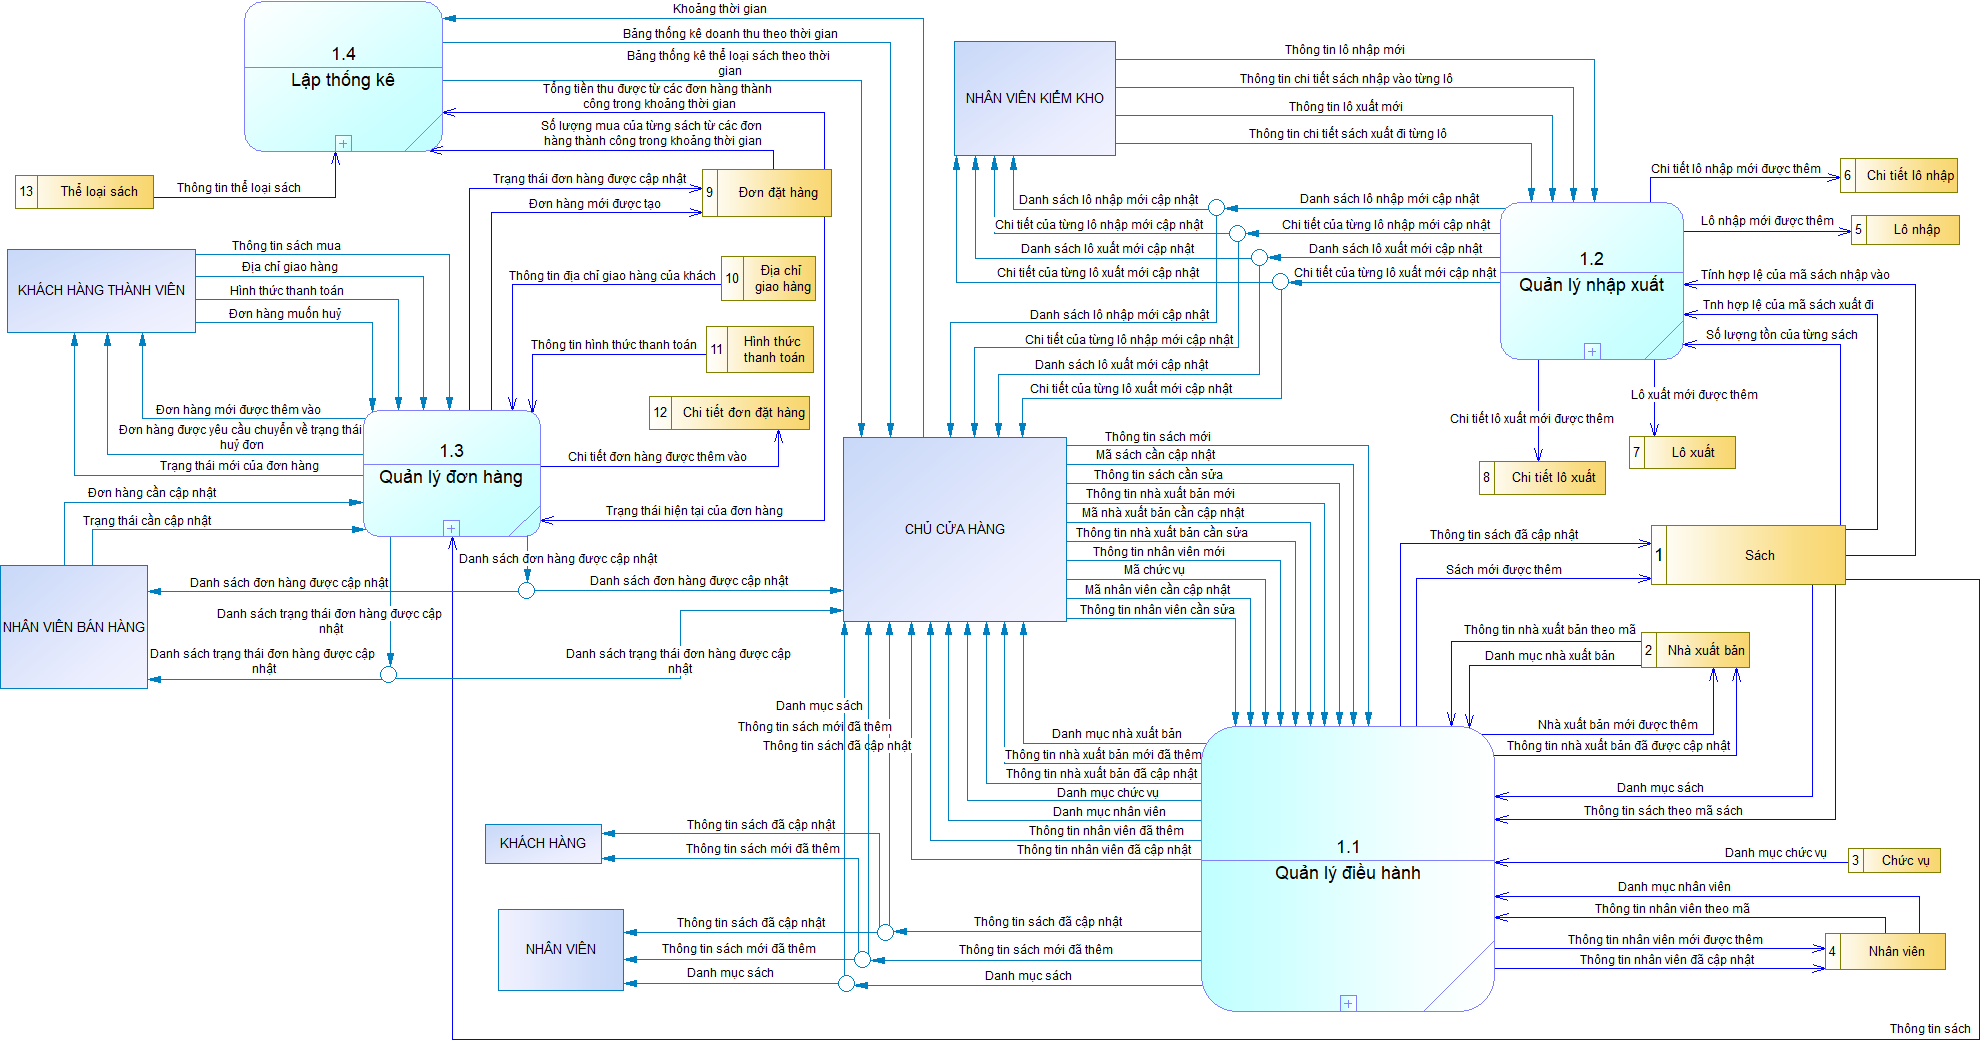 Khoảng thời gian
Bảng thống kê doanh thu theo thời gian
Bảng thống kê thể loại sách theo thời
gian
Tổng tiền thu được từ các đơn hàng thành
công trong khoảng thời gian
Số lượng mua của từng sách từ các đơn
hàng thành công trong khoảng thời gian
1.4
Lập thống kê
13
Thể loại sách
Thông tin thể loại sách
Trạng thái đơn hàng được cập nhật
Đơn hàng mới được tạo
9
Đơn đặt hàng
Thông tin địa chỉ giao hàng của khách
10
Địa chỉ
giao hàng
Thông tin hình thức thanh toán
11
Hình thức
thanh toán
12
Chi tiết đơn đặt hàng
Chi tiết đơn hàng được thêm vào
Trạng thái hiện tại của đơn hàng
KHÁCH HÀNG THÀNH VIÊN
Thông tin sách mua
Địa chỉ giao hàng
Hình thức thanh toán
Đơn hàng muốn huỷ
Đơn hàng mới được thêm vào
Đơn hàng được yêu cầu chuyển về trạng thái
huỷ đơn
Trạng thái mới của đơn hàng
1.3
Quản lý đơn hàng
Đơn hàng cần cập nhật
Trạng thái cần cập nhật
NHÂN VIÊN BÁN HÀNG
Danh sách đơn hàng được cập nhật
Danh sách đơn hàng được cập nhật
Danh sách đơn hàng được cập nhật
Danh sách trạng thái đơn hàng được cập
nhật
Danh sách trạng thái đơn hàng được cập
nhật
Danh sách trạng thái đơn hàng được cập
nhật
NHÂN VIÊN KIỂM KHO
Thông tin lô nhập mới
Thông tin chi tiết sách nhập vào từng lô
Thông tin lô xuất mới
Thông tin chi tiết sách xuất đi từng lô
Danh sách lô nhập mới cập nhật
Danh sách lô nhập mới cập nhật
Chi tiết của từng lô nhập mới cập nhật
Chi tiết của từng lô nhập mới cập nhật
Danh sách lô xuất mới cập nhật
Danh sách lô xuất mới cập nhật
Chi tiết của từng lô xuất mới cập nhật
Chi tiết của từng lô xuất mới cập nhật
Danh sách lô nhập mới cập nhật
Chi tiết của từng lô nhập mới cập nhật
Danh sách lô xuất mới cập nhật
Chi tiết của từng lô xuất mới cập nhật
1.2
Quản lý nhập xuất
Chi tiết lô nhập mới được thêm
6
Chi tiết lô nhập
Lô nhập mới được thêm
5
Lô nhập
Tính hợp lệ của mã sách nhập vào
Tnh hợp lệ của mã sách xuất đi
Số lượng tồn của từng sách
Lô xuất mới được thêm
Chi tiết lô xuất mới được thêm
7
Lô xuất
8
Chi tiết lô xuất
CHỦ CỬA HÀNG
Thông tin sách mới
Mã sách cần cập nhật
Thông tin sách cần sửa
Thông tin nhà xuất bản mới
Mã nhà xuất bản cần cập nhật
Thông tin nhà xuất bản cần sửa
Thông tin nhân viên mới
Mã chức vụ
Mã nhân viên cần cập nhật
Thông tin nhân viên cần sửa
Thông tin sách đã cập nhật
Sách mới được thêm
1
Sách
Thông tin nhà xuất bản theo mã
Danh mục nhà xuất bản
2
Nhà xuất bản
Nhà xuất bản mới được thêm
Thông tin nhà xuất bản đã được cập nhật
Danh mục sách
Thông tin sách mới đã thêm
Thông tin sách đã cập nhật
Danh mục nhà xuất bản
Thông tin nhà xuất bản mới đã thêm
Thông tin nhà xuất bản đã cập nhật
Danh mục chức vụ
Danh mục nhân viên
Thông tin nhân viên đã thêm
Thông tin nhân viên đã cập nhật
Danh mục sách
Thông tin sách theo mã sách
1.1
Quản lý điều hành
Danh mục chức vụ
3
Chức vụ
Danh mục nhân viên
Thông tin nhân viên theo mã
Thông tin nhân viên mới được thêm
Thông tin nhân viên đã cập nhật
4
Nhân viên
KHÁCH HÀNG
Thông tin sách đã cập nhật
Thông tin sách mới đã thêm
NHÂN VIÊN
Thông tin sách đã cập nhật
Thông tin sách mới đã thêm
Danh mục sách
Thông tin sách đã cập nhật
Thông tin sách mới đã thêm
Danh mục sách
Thông tin sách